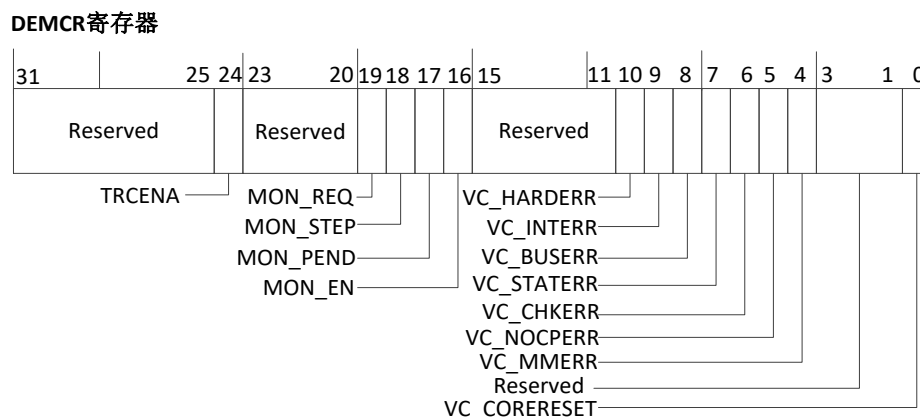 DEMCR寄存器
31 25 24 23 20 19 18 17 16 15 11 10 9 8 7 6 5 4 3 1 0
Reserved Reserved Reserved
TRCENA MON_REQ VC_HARDERR
MON_STEP VC_INTERR
MON_PEND VC_BUSERR
MON_EN VC_STATERR
VC_CHKERR
VC_NOCPERR
VC_MMERR
Reserved
VC_CORERESET